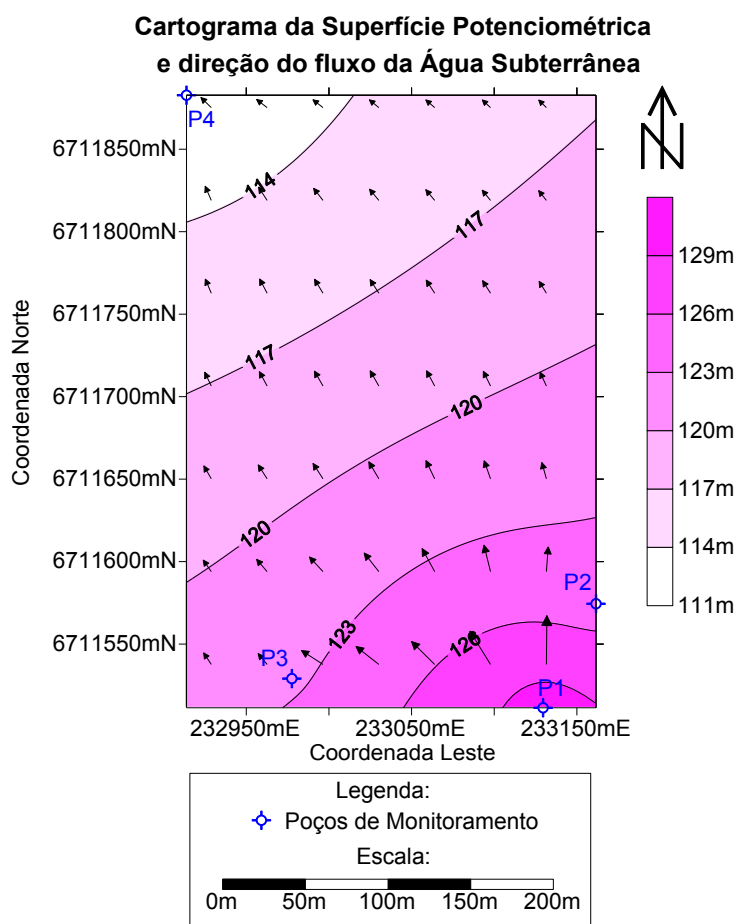 Cartograma da Superfície Potenciométrica
e direção do fluxo da Água Subterrânea
P4
N
6711850mN
114
6711800mN
117
129m
6711750mN
126m
117
123m
6711700mN
120
120m
6711650mN
117m
120
114m
6711600mN
P2
111m
6711550mN
123
126
P3
P1
232950mE
233050mE
233150mE
Coordenada Norte
Coordenada Leste
Legenda:
Poços de Monitoramento
Escala:
0m 50m 100m 150m 200m